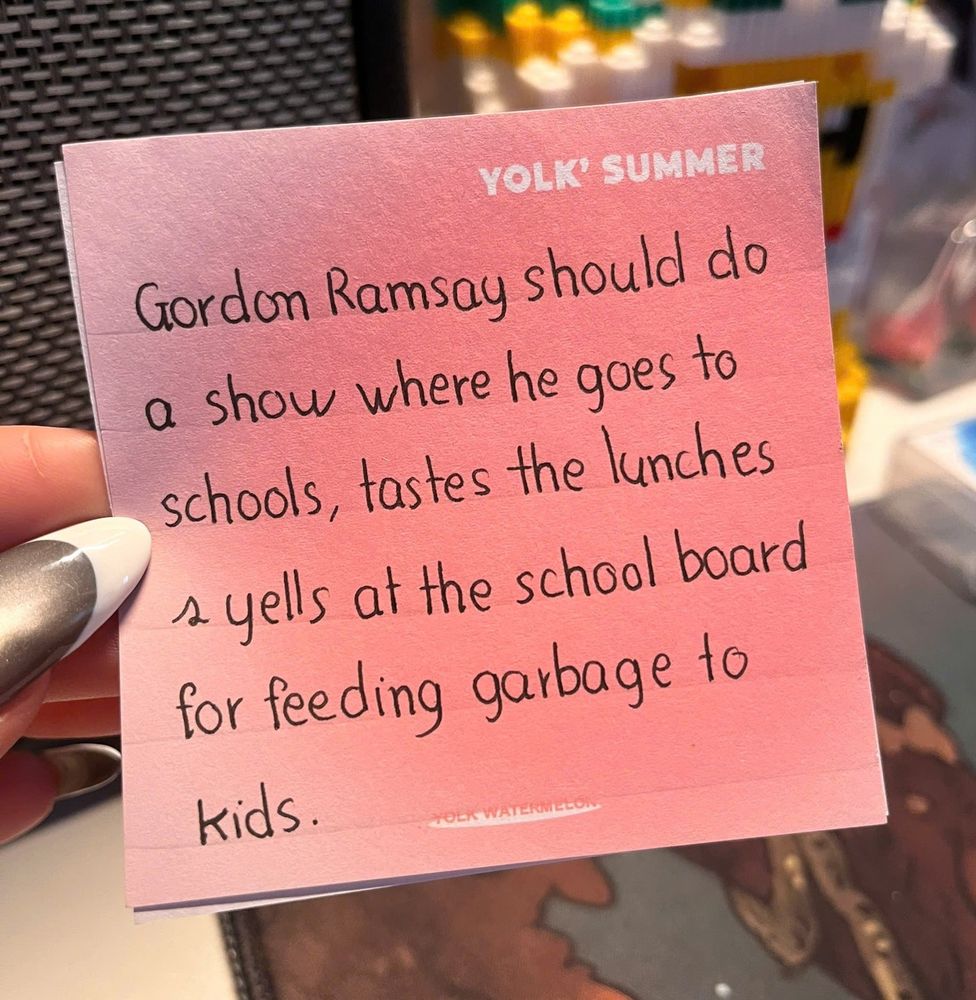 YOLK' SUMMER
Gordon Ramsay should do
a show where he goes to
schools, tastes the lunches
& yells at the school board
for feeding garbage to
kids.
YOLK WATERMELON